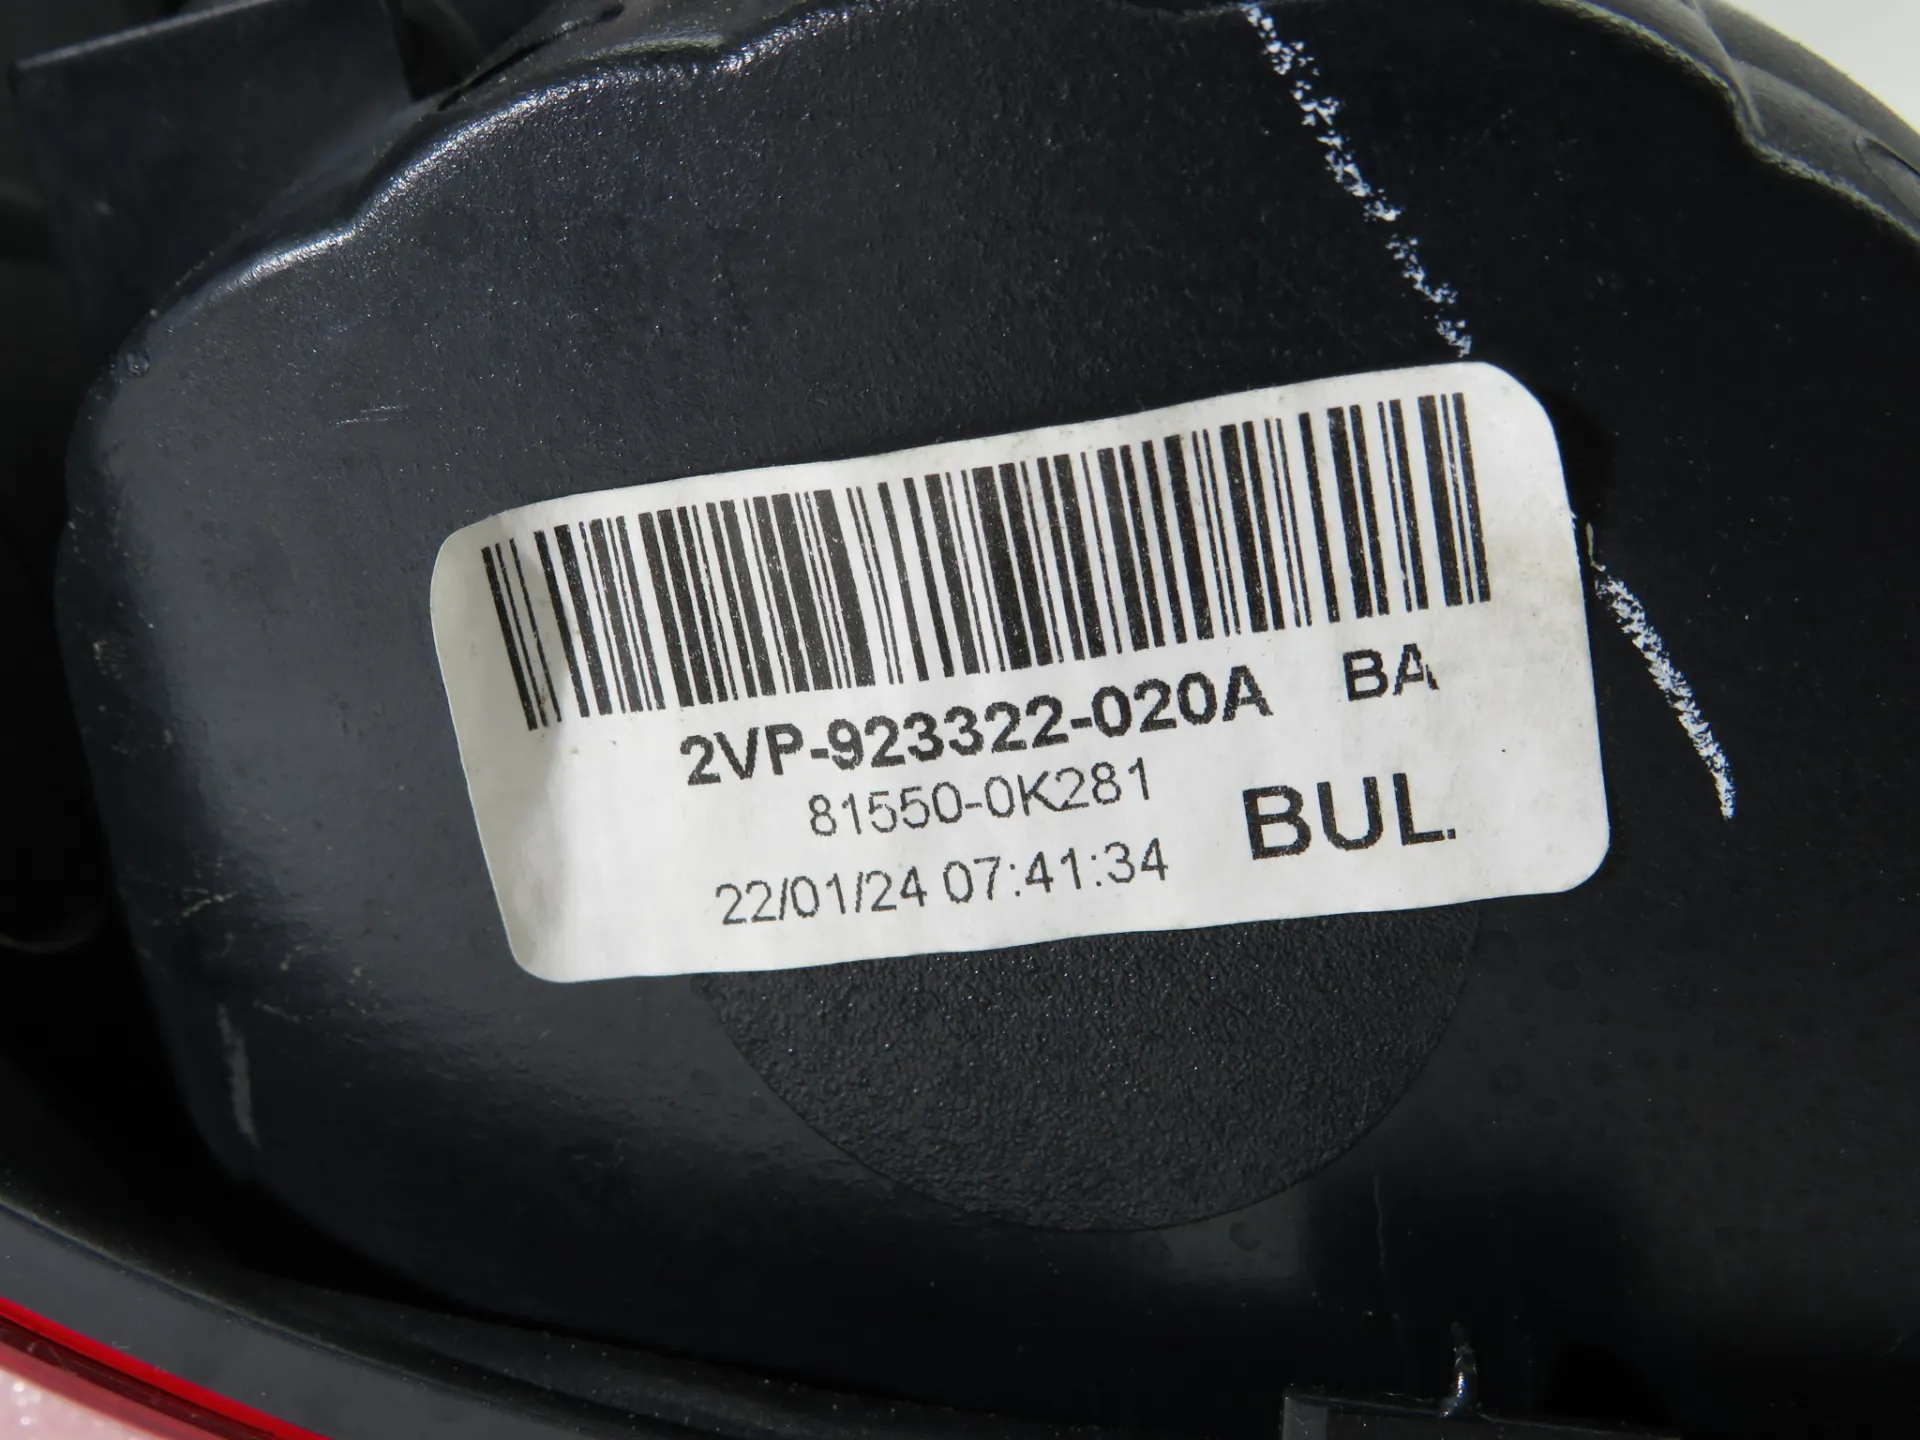 2VP-923322-020A BA
81550-0K281
22/01/24 07:41:34 BUL.